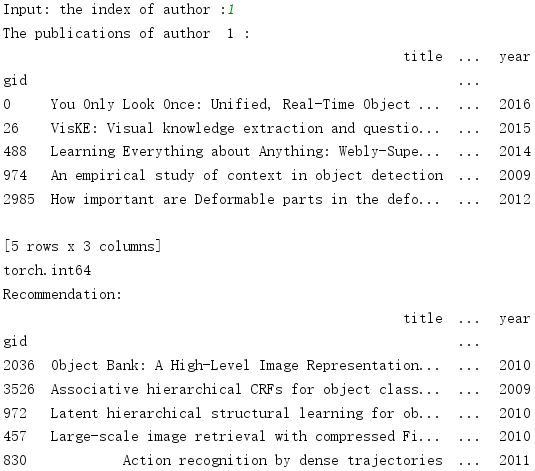 Input: the index of author :1
The publications of author  1 :
title  ...  year
gid  ...
0     You Only Look Once: Unified, Real-Time Object ...  ...  2016
26    VisKE: Visual knowledge extraction and questio...  ...  2015
488   Learning Everything about Anything: Webly-Supe...  ...  2014
974   An empirical study of context in object detection  ...  2009
2985  How important are Deformable parts in the defo...  ...  2012
[5 rows x 3 columns]
torch.int64
Recommendation:
title  ...  year
gid  ...
2036  Object Bank: A High-Level Image Representation...  ...  2010
3526  Associative hierarchical CRFs for object class...  ...  2009
972   Latent hierarchical structural learning for ob...  ...  2010
457   Large-scale image retrieval with compressed Fi...  ...  2010
830   Action recognition by dense trajectories  ...  2011